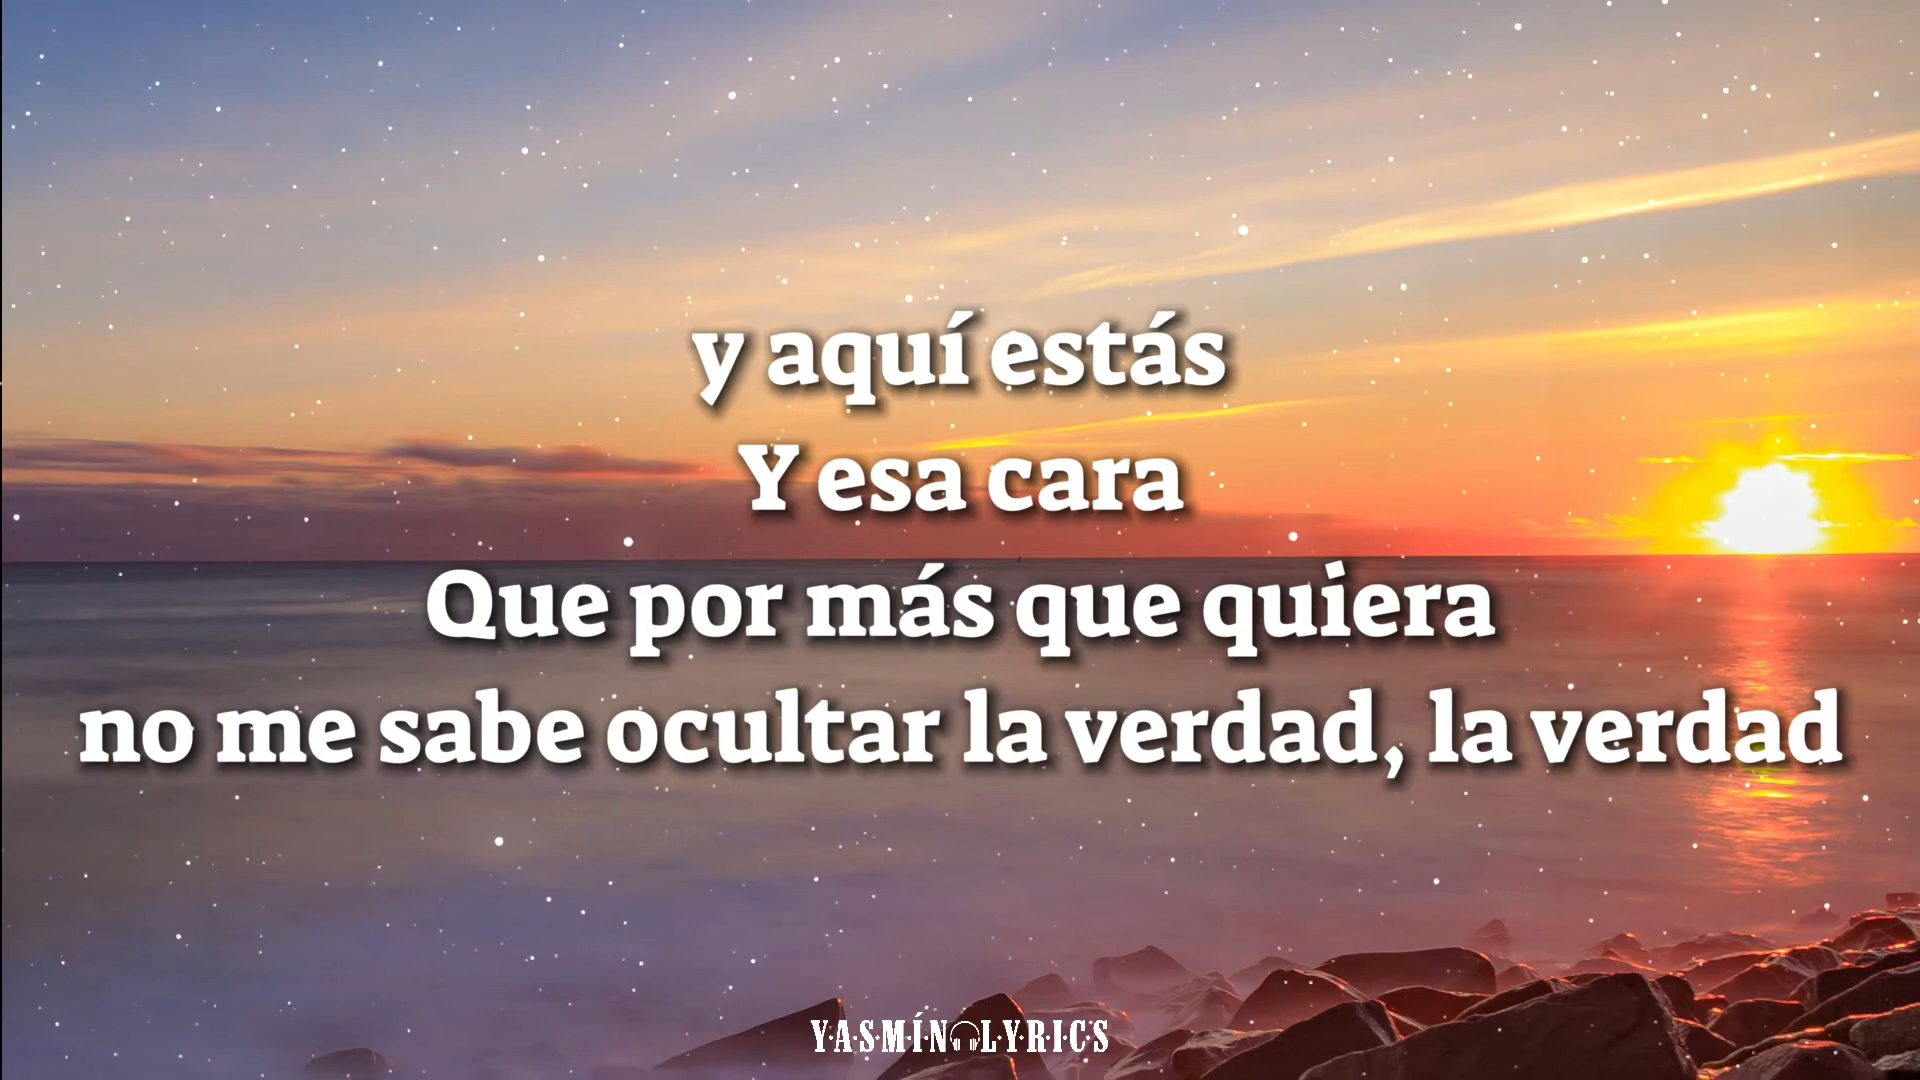 y aquí estás
Y esa cara
Que por más que quiera
no me sabe ocultar la verdad, la verdad
YASMÍN LYRICS